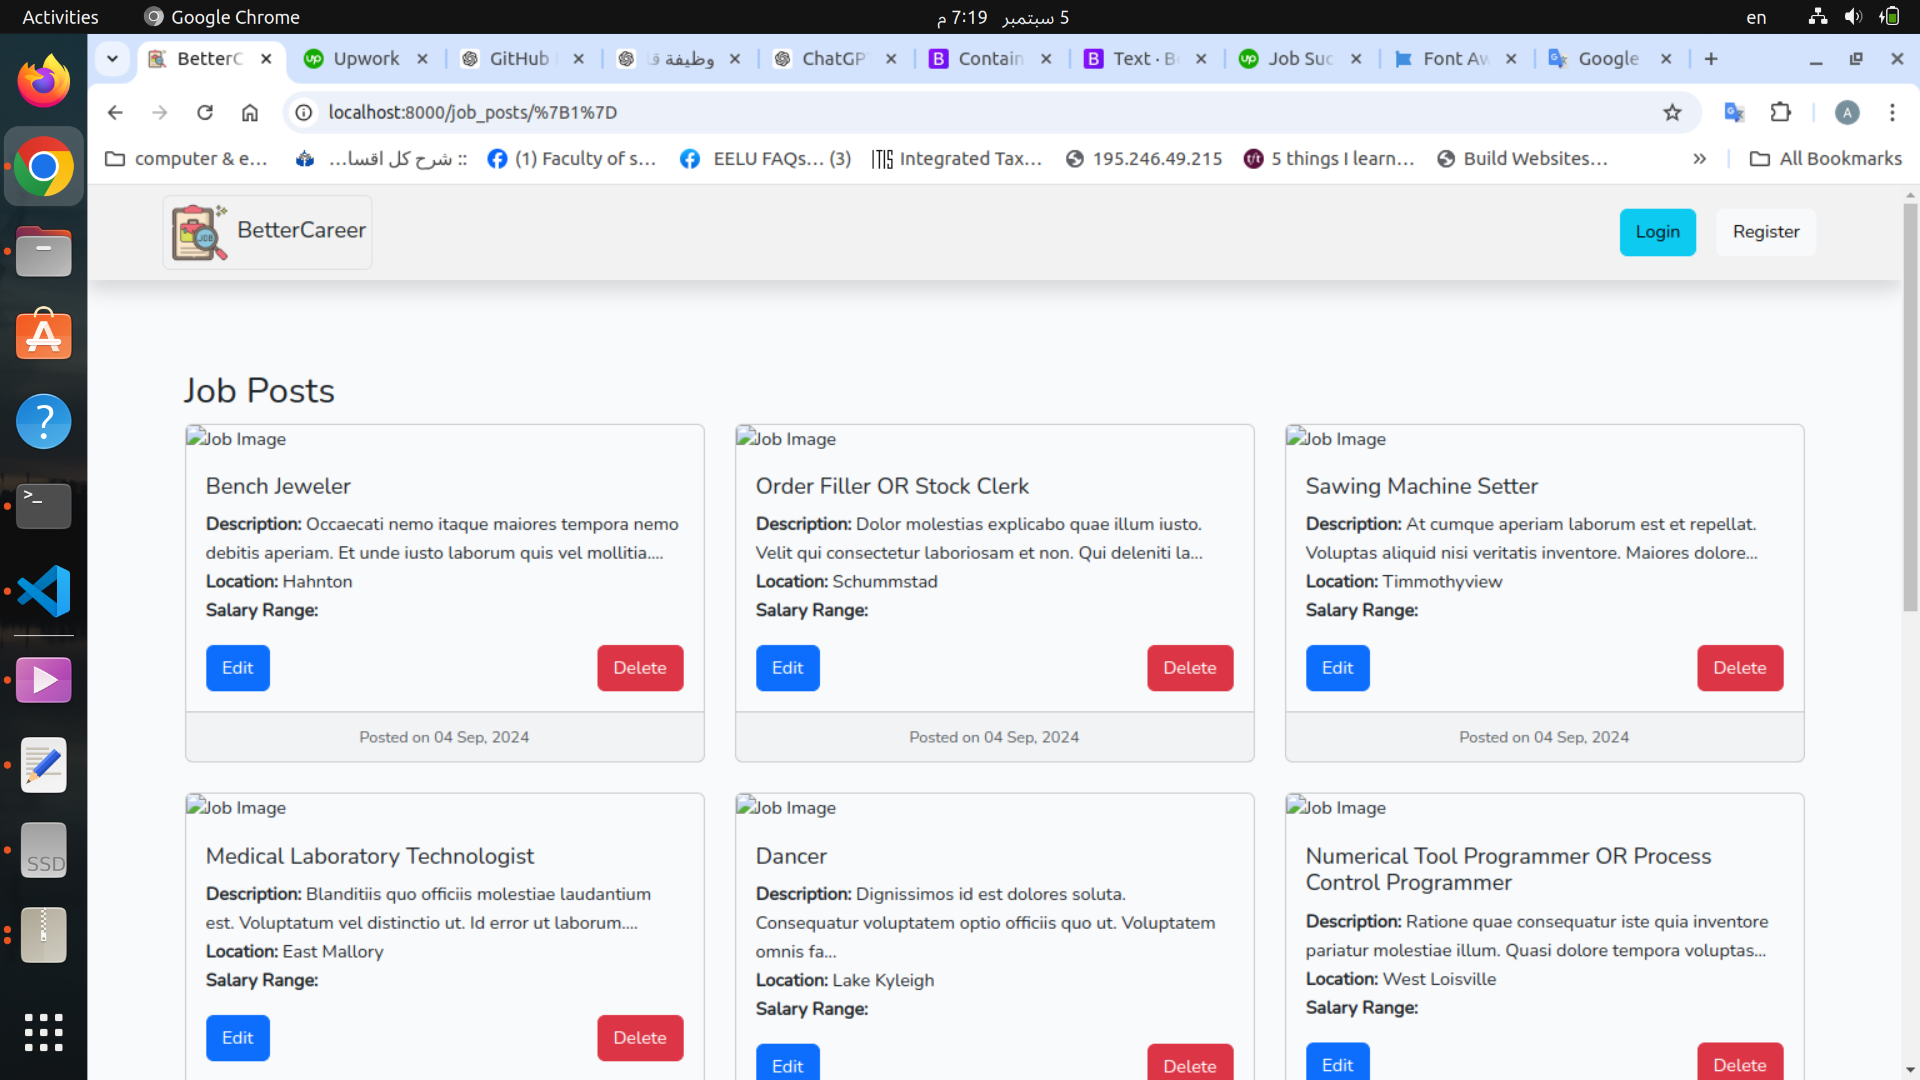 Activities
Google Chrome
5 سبتمبر 7:19 م
en
BetterC
Upwork
GitHub
وظيفة ق
ChatGP
Contain
Text · B
Job Suc
Font Aw
Google
localhost:8000/job_posts/%7B1%7D
A
computer & e...
:: شرح كل اقسا...
(1) Faculty of s...
EELU FAQs... (3)
ITIS Integrated Tax...
195.246.49.215
5 things I learn...
Build Websites...
All Bookmarks
BetterCareer
Login
Register
Job Posts
Job Image
Bench Jeweler
Description: Occaecati nemo itaque maiores tempora nemo
debitis aperiam. Et unde iusto laborum quis vel mollitia....
Location: Hahnton
Salary Range:
Edit
Delete
Posted on 04 Sep, 2024
Job Image
Order Filler OR Stock Clerk
Description: Dolor molestias explicabo quae illum iusto.
Velit qui consectetur laboriosam et non. Qui deleniti la...
Location: Schummstad
Salary Range:
Edit
Delete
Posted on 04 Sep, 2024
Job Image
Sawing Machine Setter
Description: At cumque aperiam laborum est et repellat.
Voluptas aliquid nisi veritatis inventore. Maiores dolore...
Location: Timmothyview
Salary Range:
Edit
Delete
Posted on 04 Sep, 2024
Job Image
Medical Laboratory Technologist
Description: Blanditiis quo officiis molestiae laudantium
est. Voluptatum vel distinctio ut. Id error ut laborum....
Location: East Mallory
Salary Range:
Edit
Delete
Job Image
Dancer
Description: Dignissimos id est dolores soluta.
Consequatur voluptatem optio officiis quo ut. Voluptatem
omnis fa...
Location: Lake Kyleigh
Salary Range:
Edit
Delete
Job Image
Numerical Tool Programmer OR Process
Control Programmer
Description: Ratione quae consequatur iste quia inventore
pariatur molestiae illum. Quasi dolore tempora voluptas...
Location: West Loisville
Salary Range:
Edit
Delete
SSD